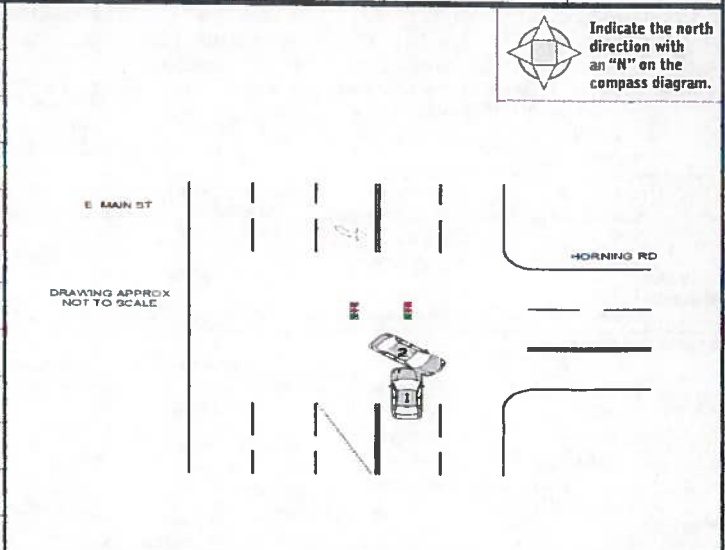 Indicate the north
direction with
an "N" on the
compass diagram.
E MAIN ST
HORNING RD
DRAWING APPROX
NOT TO SCALE
2
1